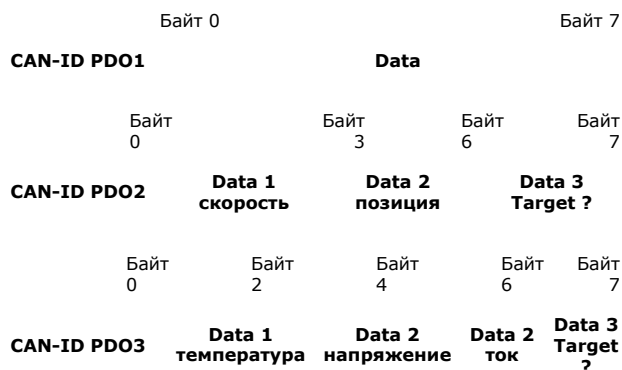 Байт 0 Байт 7
CAN-ID PDO1 Data
Байт Байт Байт Байт
0 3 6 7
CAN-ID PDO2 Data 1 Data 2 Data 3
скорость позиция Target ?
Байт Байт Байт Байт Байт
0 2 4 6 7
CAN-ID PDO3 Data 1 Data 2 Data 2 Data 3
температура напряжение ток Target
?